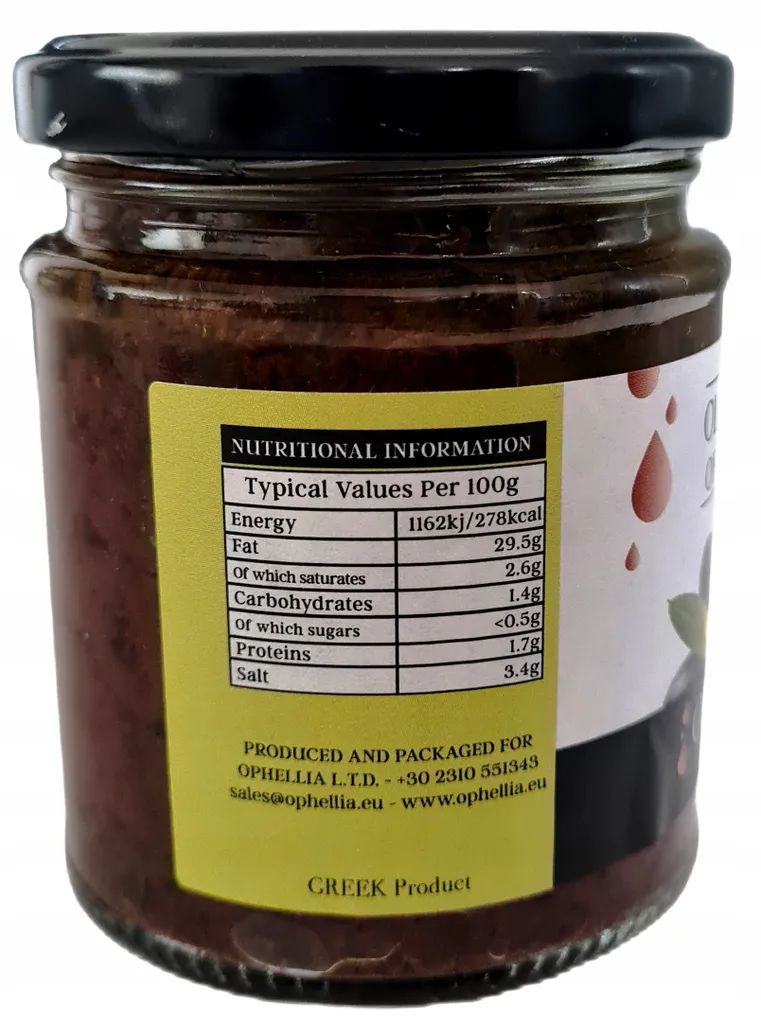 NUTRITIONAL INFORMATION
Typical Values Per 100g
Energy 1162kj/278kcal
Fat 29.5g
Of which saturates 2.6g
Carbohydrates 1.4g
Of which sugars <0.5g
Proteins 1.7g
Salt 3.4g
PRODUCED AND PACKAGED FOR
OPHELLIA L.T.D. - +30 2310 551343
sales@ophellia.eu - www.ophellia.eu
GREEK Product